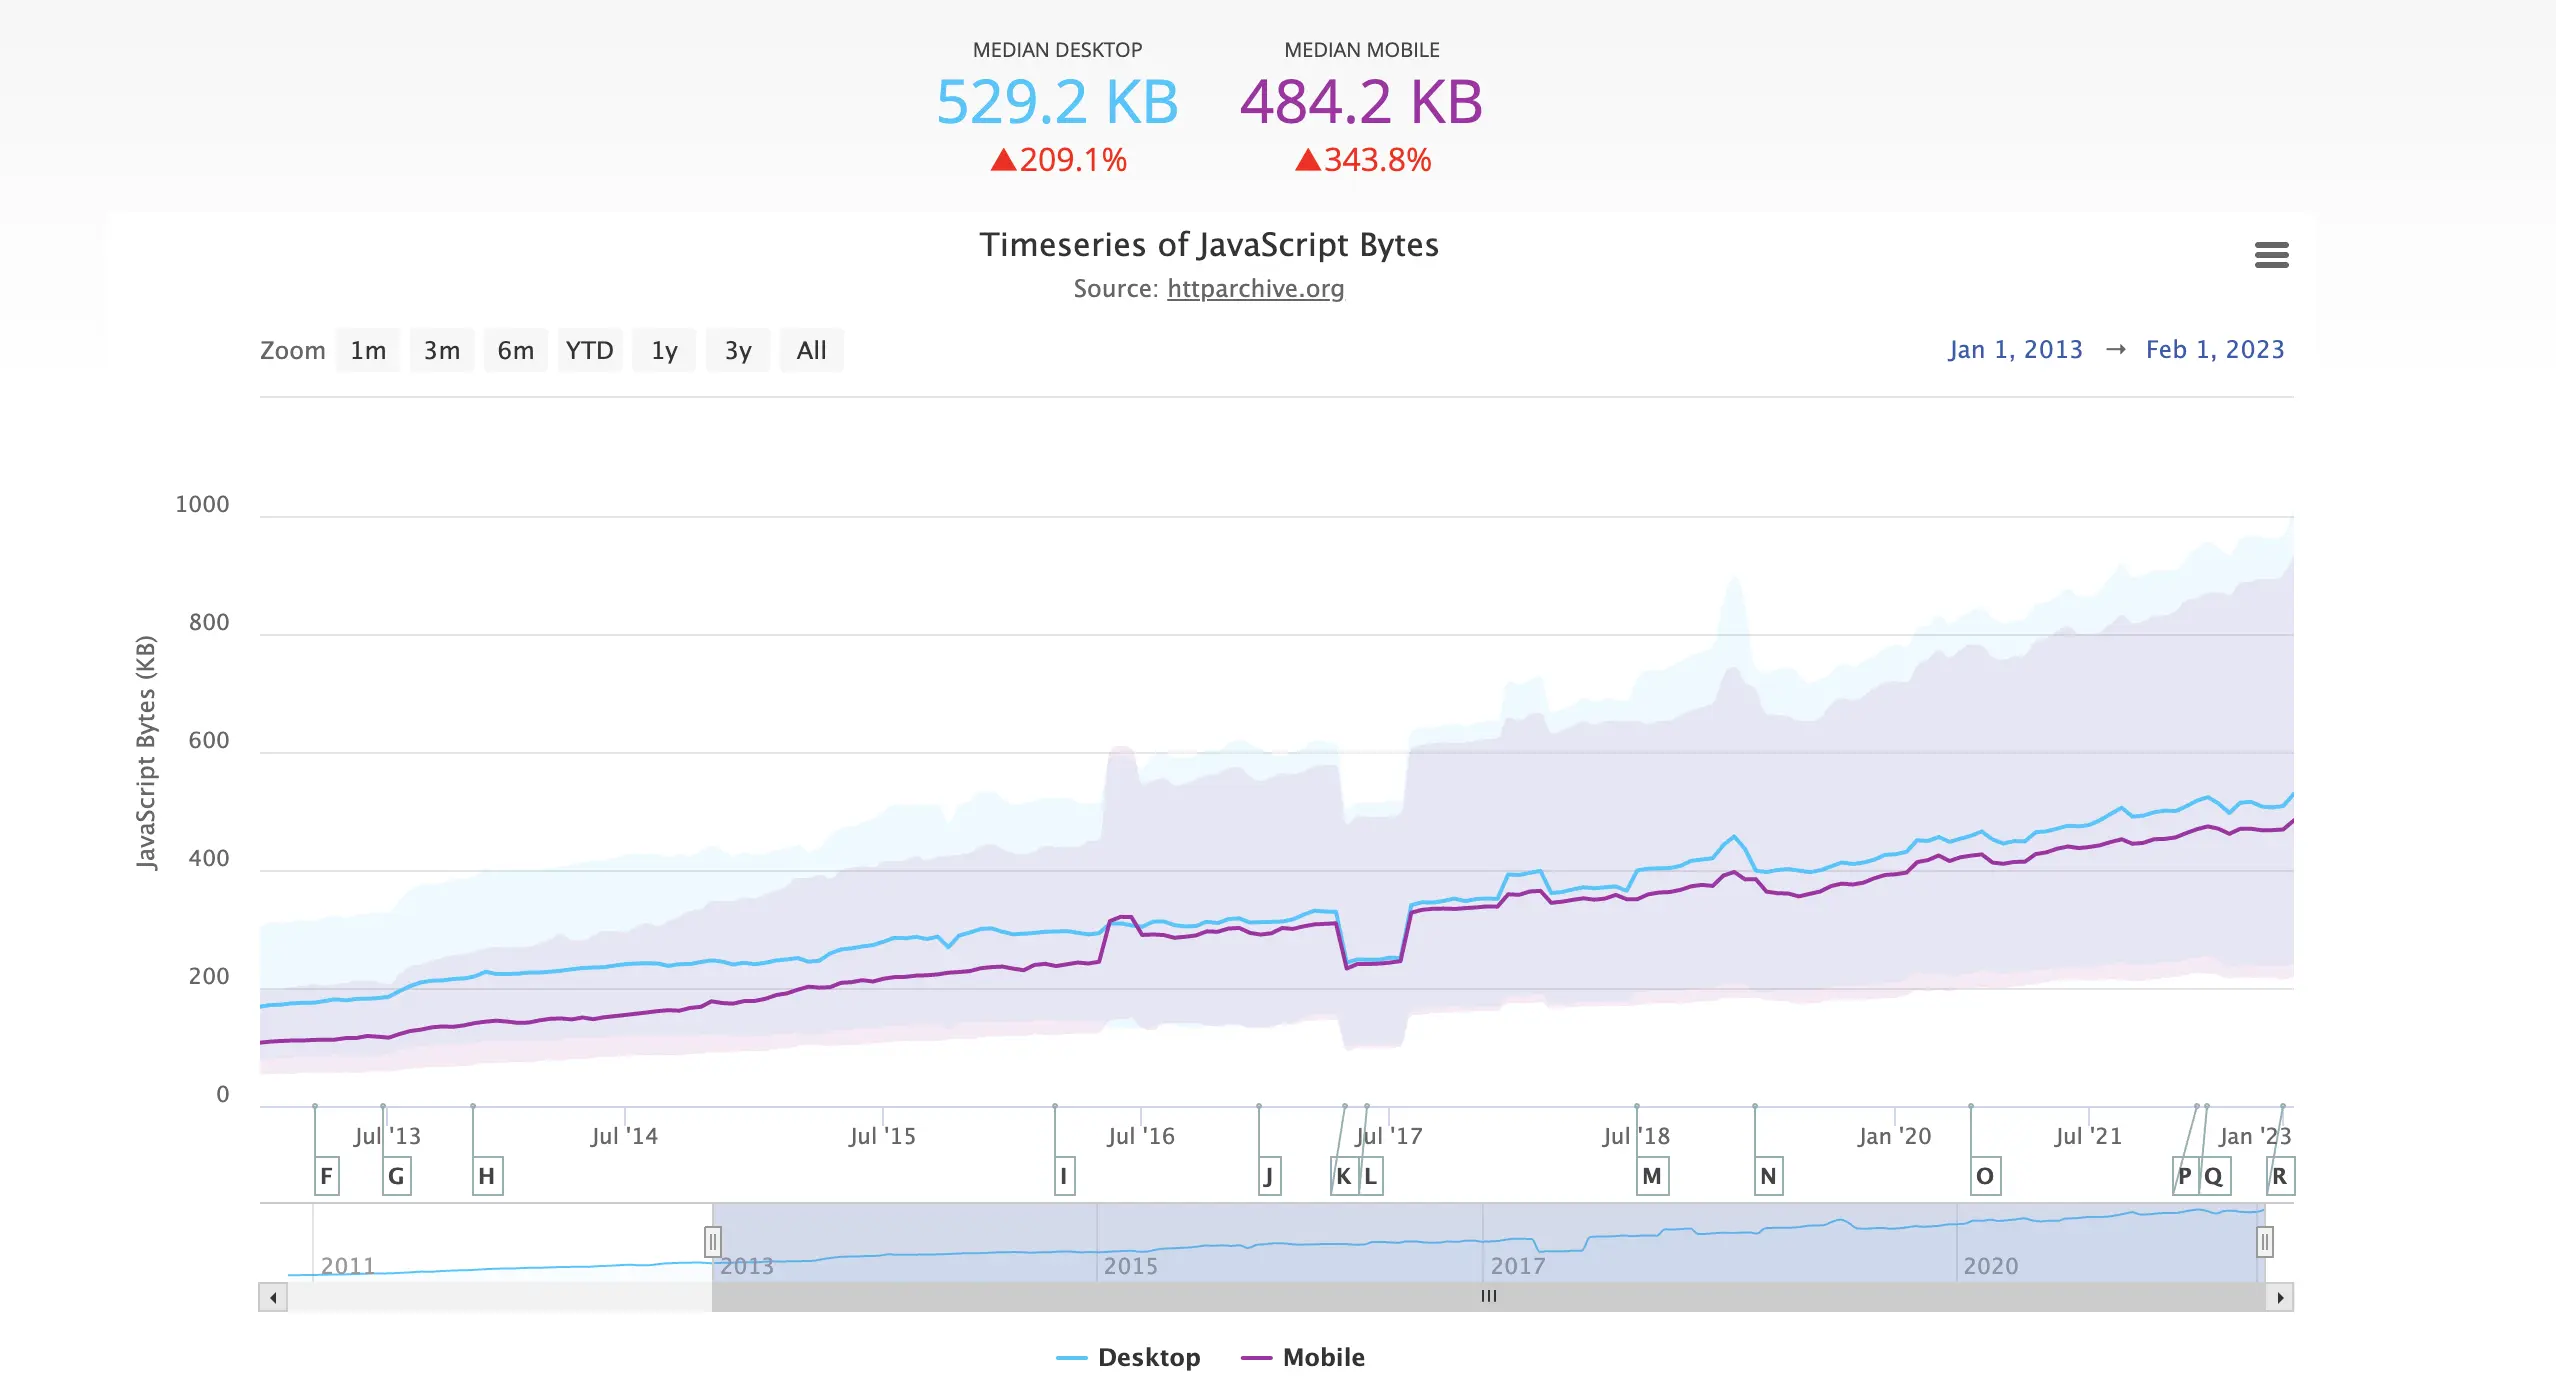 MEDIAN DESKTOP MEDIAN MOBILE
529.2 KB 484.2 KB
▲209.1% ▲343.8%
Timeseries of JavaScript Bytes
Source: httparchive.org
Zoom 1m 3m 6m YTD 1y 3y All Jan 1, 2013 → Feb 1, 2023
JavaScript Bytes (KB)
1000
800
600
400
200
0
Jul '13 Jul '14 Jul '15 Jul '16 Jul '17 Jul '18 Jan '20 Jul '21 Jan '23
F G H I J K L M N O P Q R
2011 2013 2015 2017 2020
Desktop Mobile